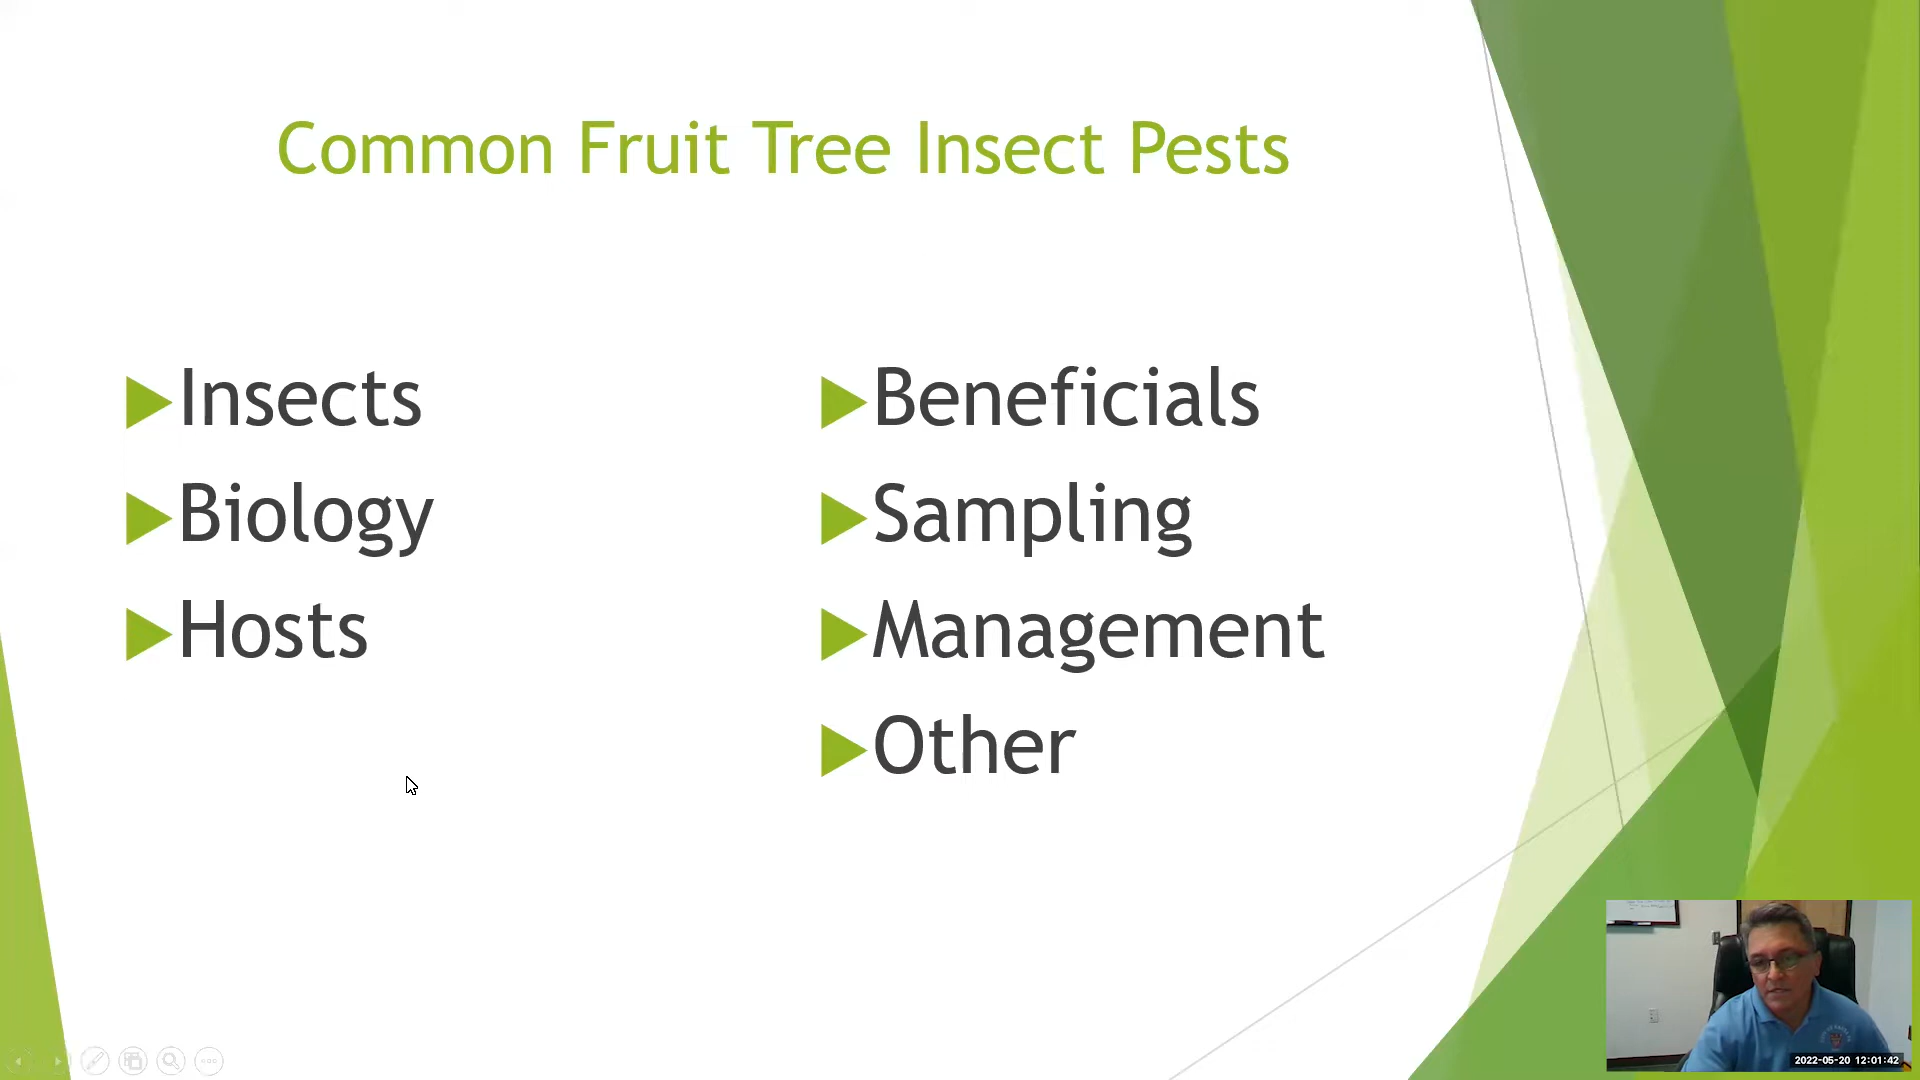 Common Fruit Tree Insect Pests
Insects
Biology
Hosts
Beneficials
Sampling
Management
Other
2022-05-20 12:01:42